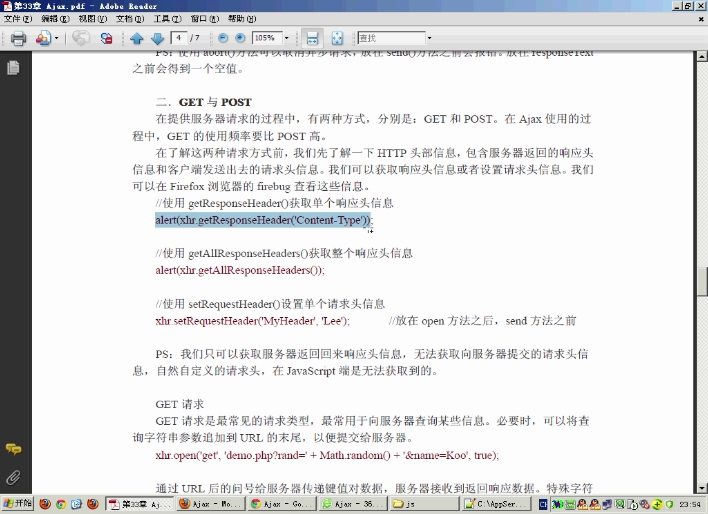 第33章 Ajax.pdf - Adobe Reader
文件(F) 编辑(E) 视图(V) 文档(D) 工具(T) 窗口(W) 帮助(H)
4 / 7 105% 查找
PS：使用 abort()方法可以取消异步请求，放在 send()方法之前会报错。放在 responseText
之前会得到一个空值。
二．GET 与 POST
在提供服务器请求的过程中，有两种方式，分别是：GET 和 POST。在 Ajax 使用的过
程中，GET 的使用频率要比 POST 高。
在了解这两种请求方式前，我们先了解一下 HTTP 头部信息，包含服务器返回的响应头
信息和客户端发送出去的请求头信息。我们可以获取响应头信息或者设置请求头信息。我们
可以在 Firefox 浏览器的 firebug 查看这些信息。
//使用 getResponseHeader()获取单个响应头信息
alert(xhr.getResponseHeader('Content-Type'));
//使用 getAllResponseHeaders()获取整个响应头信息
alert(xhr.getAllResponseHeaders());
//使用 setRequestHeader()设置单个请求头信息
xhr.setRequestHeader('MyHeader', 'Lee'); //放在 open 方法之后，send 方法之前
PS：我们只可以获取服务器返回回来响应头信息，无法获取向服务器提交的请求头信
息，自然自定义的请求头，在 JavaScript 端是无法获取到的。
GET 请求
GET 请求是最常见的请求类型，最常用于向服务器查询某些信息。必要时，可以将查
询字符串参数追加到 URL 的末尾，以便提交给服务器。
xhr.open('get', 'demo.php?rand=' + Math.random() + '&name=Koo', true);
通过 URL 后的问号给服务器传递键值对数据，服务器接收到返回响应数据。特殊字符
开始 第33章 Aj... Ajax - Mo... Ajax - Go... Ajax - 36... js C:\AppSer... 23:54